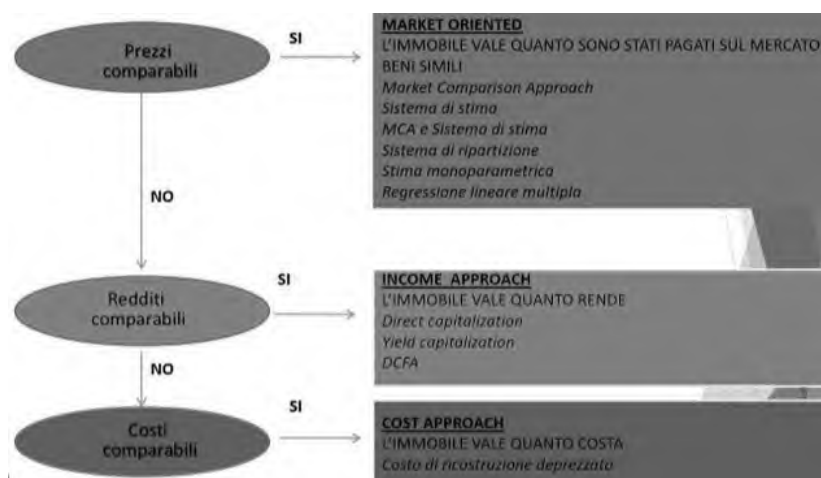 Prezzi
comparabili
SI
MARKET ORIENTED
L'IMMOBILE VALE QUANTO SONO STATI PAGATI SUL MERCATO
BENI SIMILI
Market Comparison Approach
Sistema di stima
MCA e Sistema di stima
Sistema di ripartizione
Stima monoparametrica
Regressione lineare multipla
NO
Redditi
comparabili
SI
INCOME APPROACH
L'IMMOBILE VALE QUANTO RENDE
Direct capitalization
Yield capitalization
DCFA
NO
Costi
comparabili
SI
COST APPROACH
L'IMMOBILE VALE QUANTO COSTA
Costo di ricostruzione deprezzato